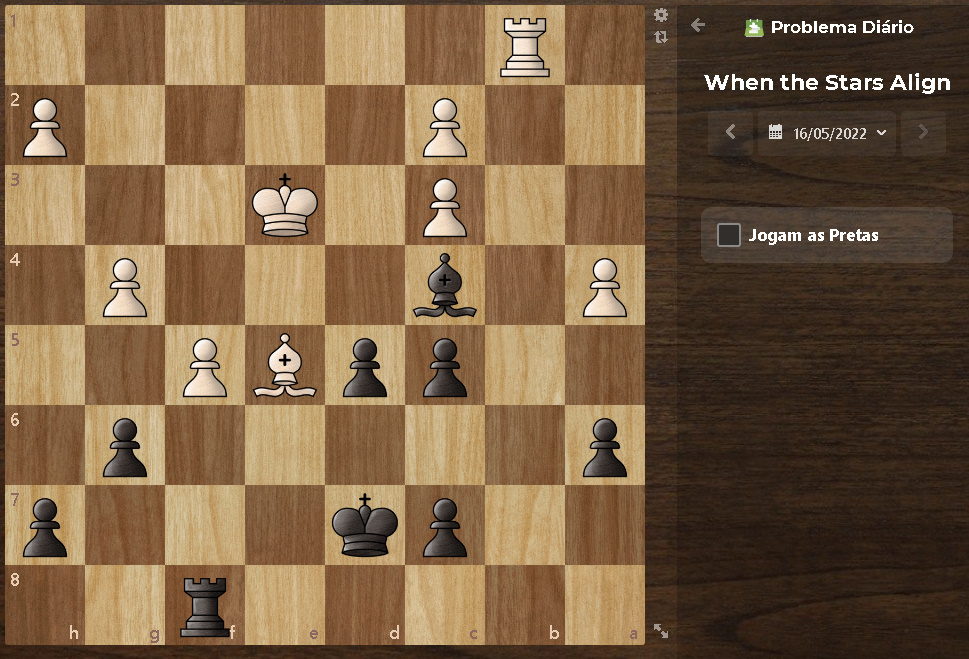 1
2
3
4
5
6
7
8
h g f e d c b a
Problema Diário
When the Stars Align
16/05/2022
Jogam as Pretas